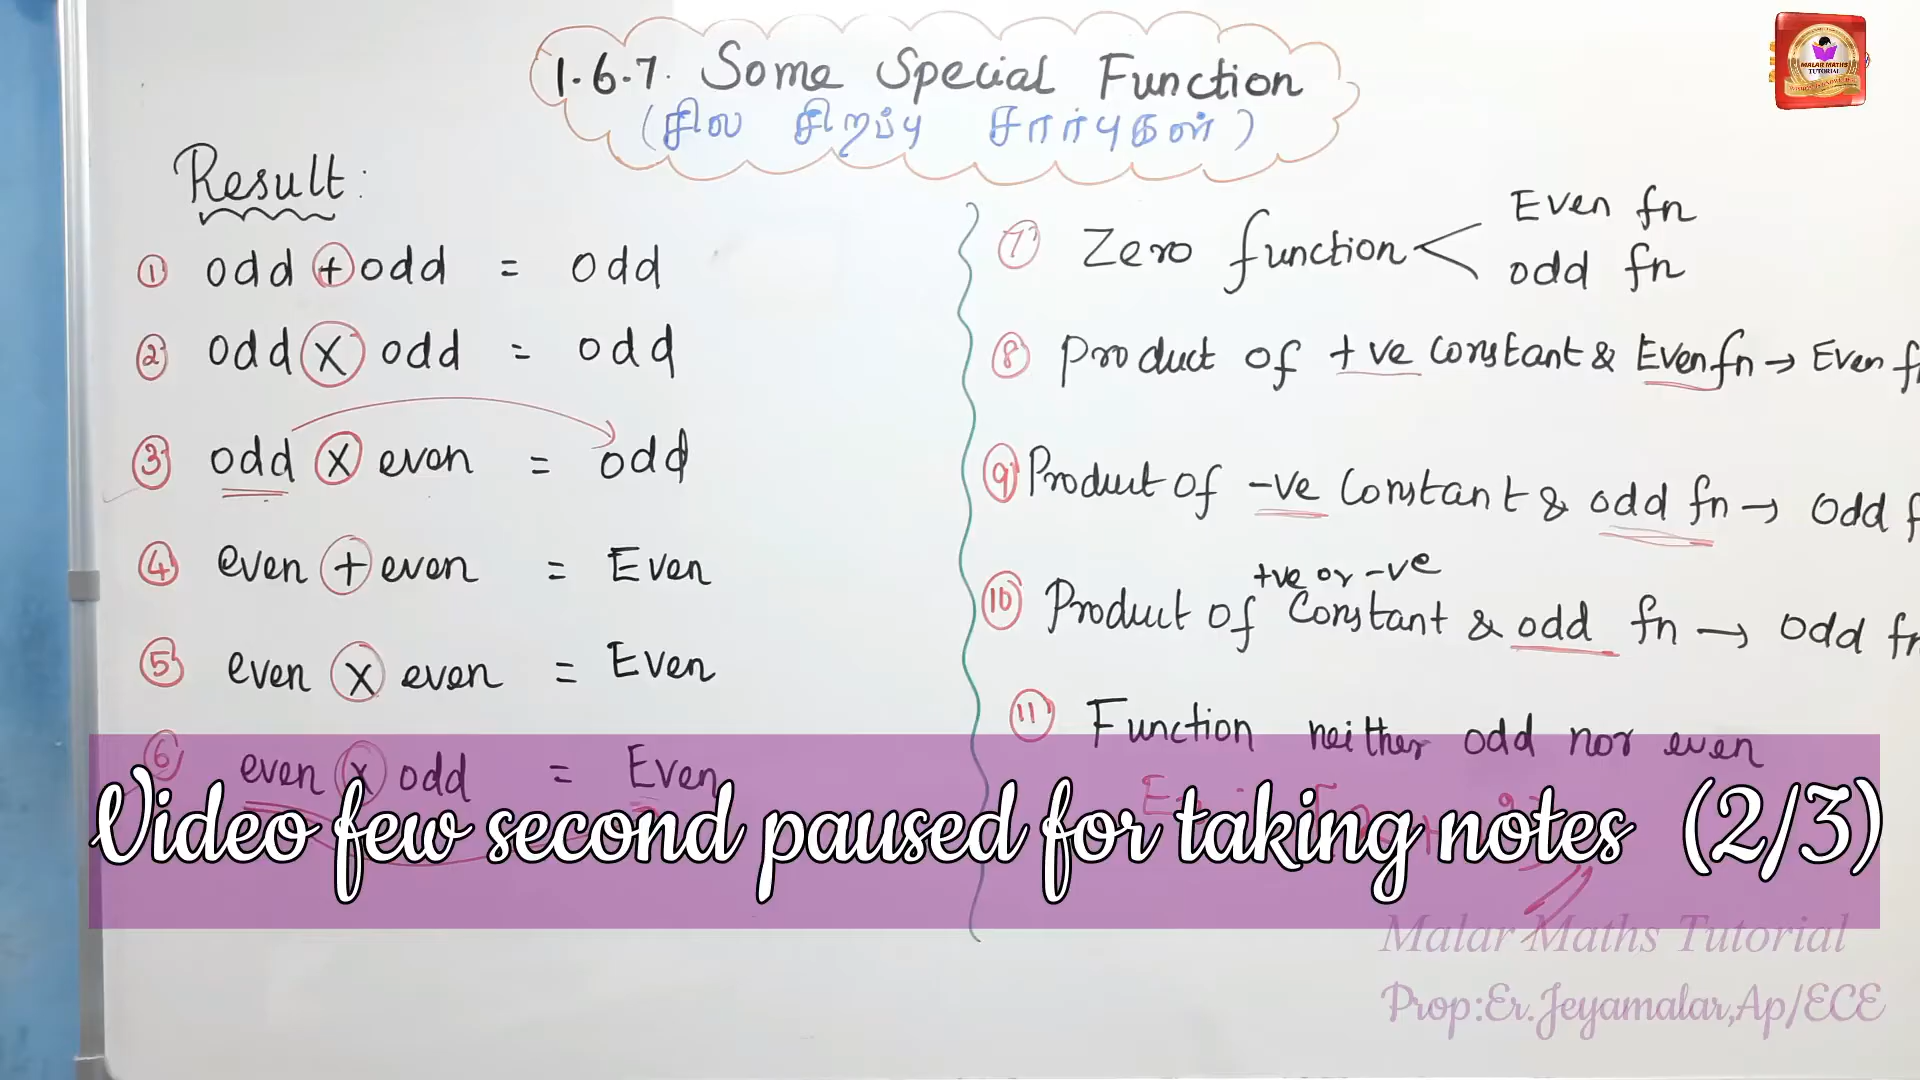 1.6.7. Some Special Function
(சில சிறப்பு சார்புகள்)
MALAR MATHS
TUTORIAL
Result:
① odd + odd = odd
② odd x odd = odd
③ odd x even = odd
④ even + even = Even
⑤ even x even = Even
⑥ even x odd = Even
⑦ Zero function < Even fn
odd fn
⑧ Product of +ve Constant & Even fn → Even fn
⑨ Product of -ve Constant & odd fn → Odd f
+ve or -ve
⑩ Product of Constant & odd fn → Odd fn
⑪ Function neither odd nor even
Video few second paused for taking notes (2/3)
Malar Maths Tutorial
Prop:Er.Jeyamalar,Ap/ECE